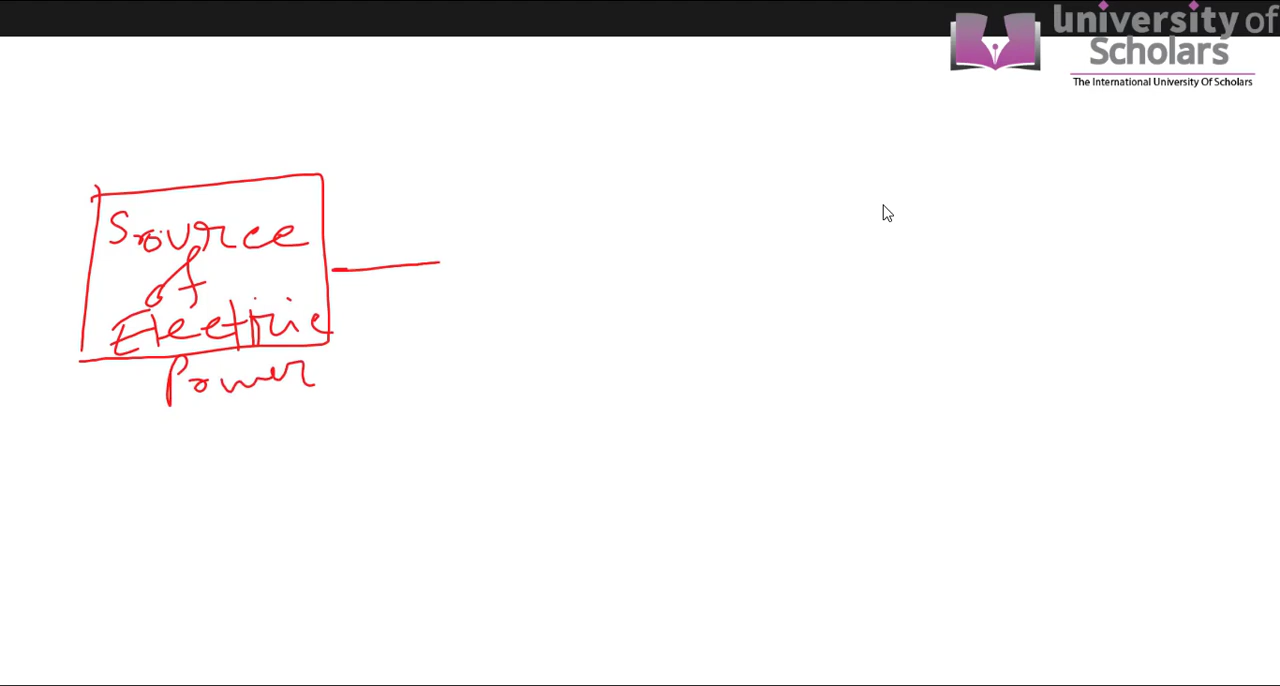 university of
Scholars
The International University Of Scholars
Source
of
Electric
Power